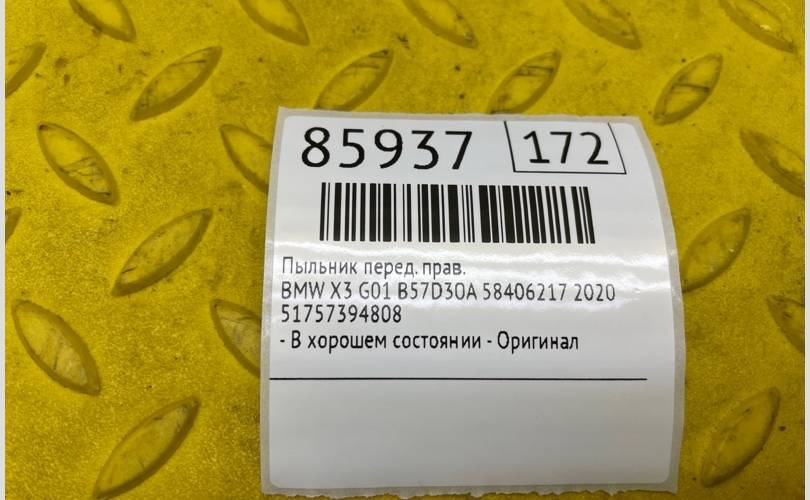 85937 172
Пыльник перед. прав.
BMW X3 G01 B57D30A 58406217 2020
51757394808
- В хорошем состоянии - Оригинал